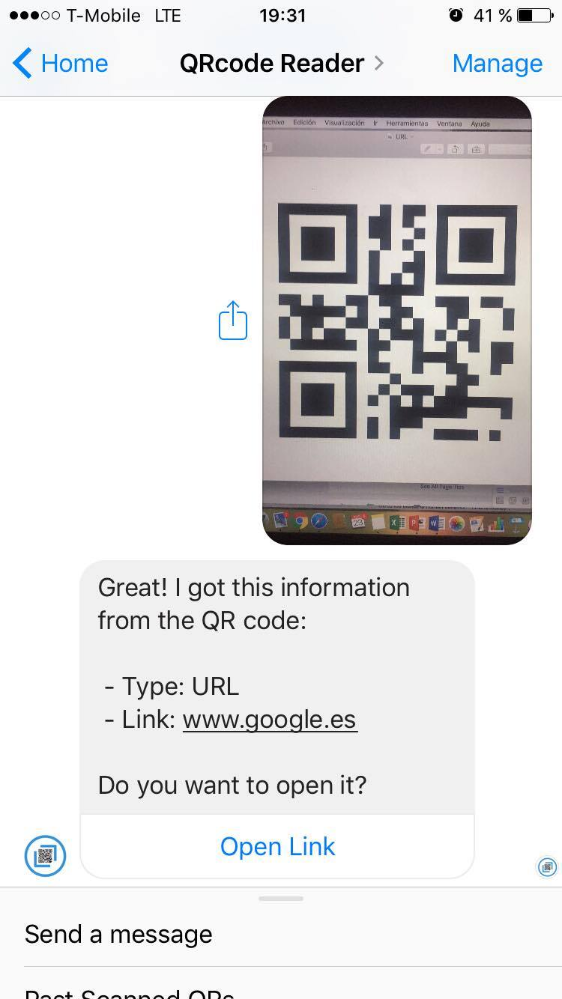 T-Mobile LTE 19:31 41 %
Home QRcode Reader Manage
Archivo Edición Visualización Ir Herramientas Ventana Ayuda
URL
See All Page Tips
23
X P W
Great! I got this information
from the QR code:
- Type: URL
- Link: www.google.es
Do you want to open it?
Open Link
Send a message
Past Scanned QRs